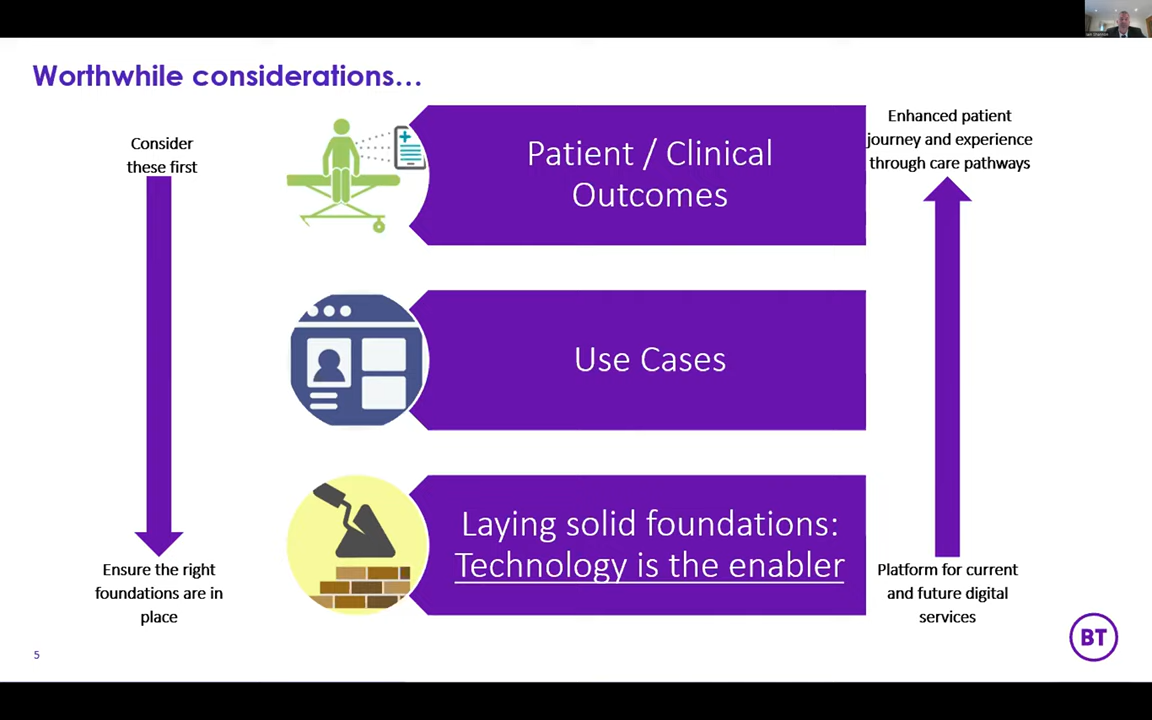 Worthwhile considerations...
Consider
these first
Patient / Clinical
Outcomes
Enhanced patient
journey and experience
through care pathways
Use Cases
Laying solid foundations:
Technology is the enabler
Ensure the right
foundations are in
place
Platform for current
and future digital
services
BT
5